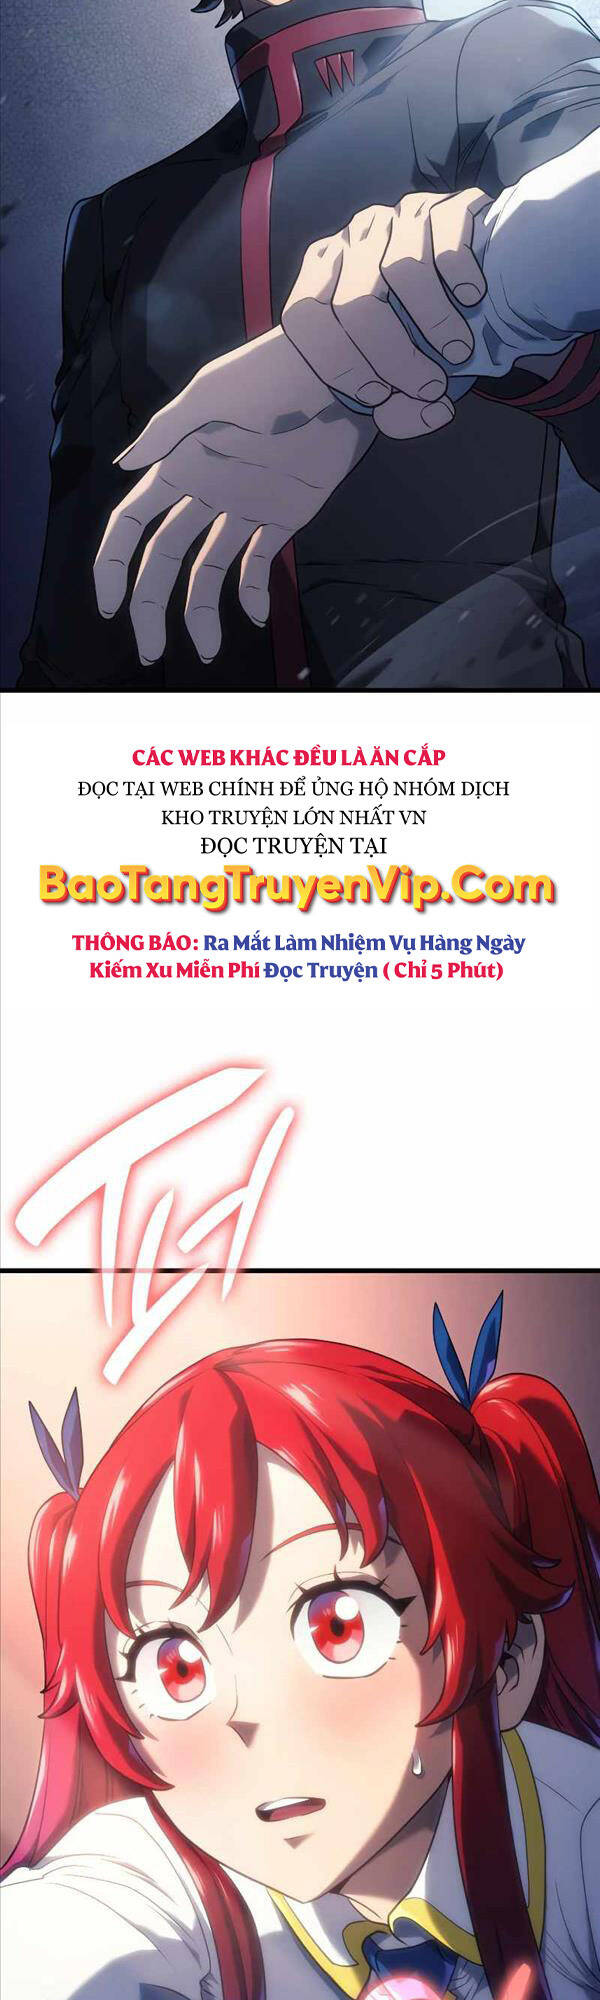 CÁC WEB KHÁC ĐỀU LÀ ĂN CẮP
ĐỌC TẠI WEB CHÍNH ĐỂ ỦNG HỘ NHÓM DỊCH
KHO TRUYỆN LỚN NHẤT VN
ĐỌC TRUYỆN TẠI
BaoTangTruyenVip.Com
THÔNG BÁO: Ra Mắt Làm Nhiệm Vụ Hàng Ngày
Kiếm Xu Miễn Phí Đọc Truyện ( Chỉ 5 Phút)